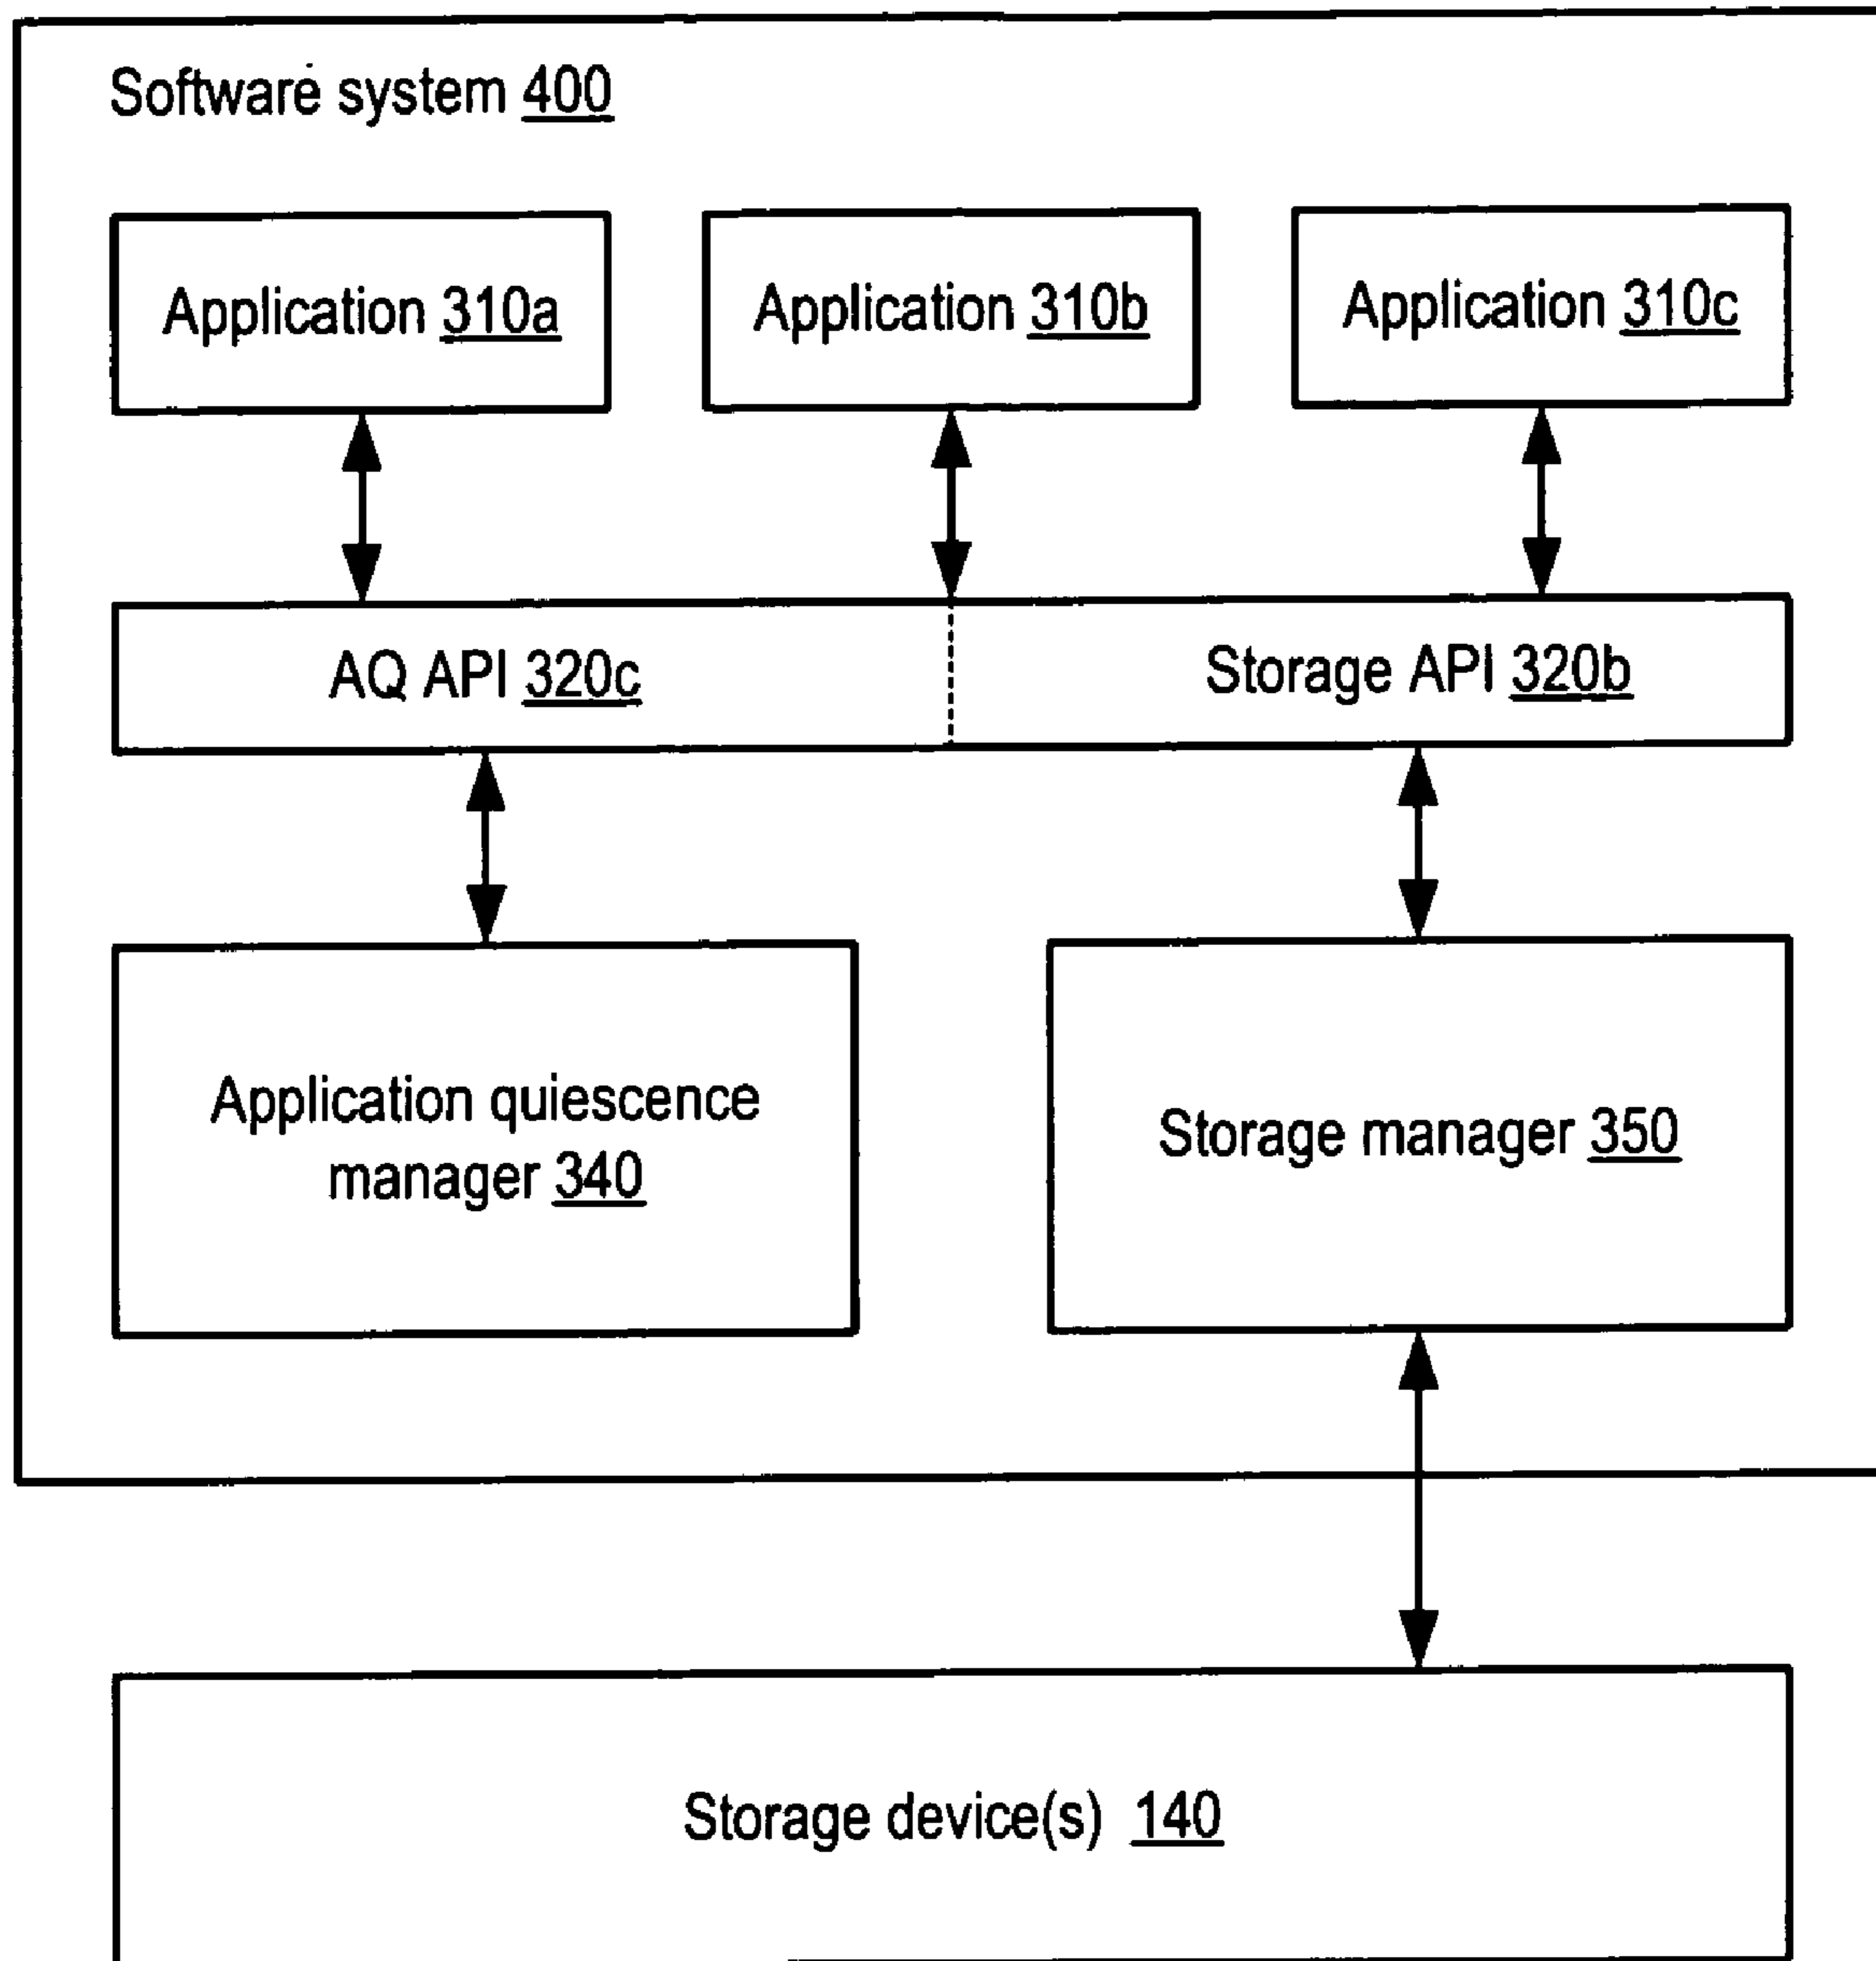 Software system 400
Application 310a
Application 310b
Application 310c
AQ API 320c
Storage API 320b
Application quiescence
manager 340
Storage manager 350
Storage device(s) 140